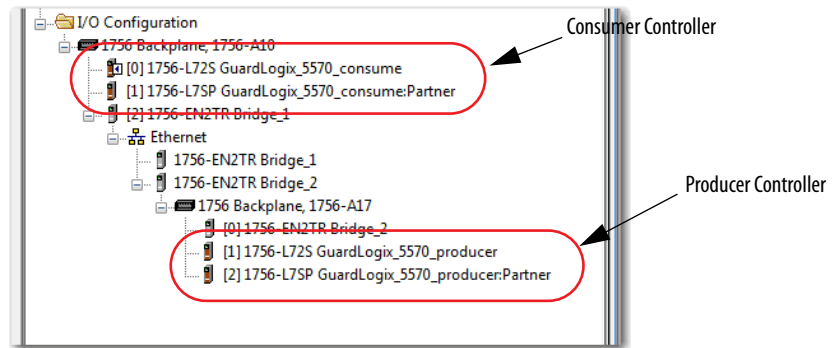 I/O Configuration
Consumer Controller
1756 Backplane, 1756-A10
[0] 1756-L72S GuardLogix_5570_consume
[1] 1756-L7SP GuardLogix_5570_consume:Partner
[2] 1756-EN2TR Bridge_1
Ethernet
1756-EN2TR Bridge_1
1756-EN2TR Bridge_2
Producer Controller
1756 Backplane, 1756-A17
[0] 1756-EN2TR Bridge_2
[1] 1756-L72S GuardLogix_5570_producer
[2] 1756-L7SP GuardLogix_5570_producer:Partner